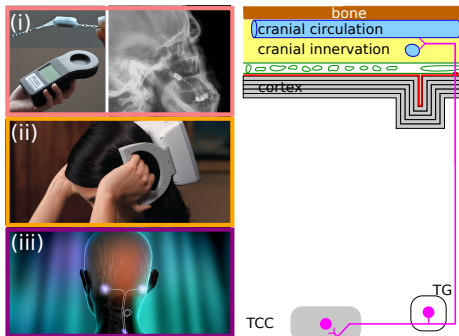 (i)
(ii)
(iii)
bone
cranial circulation
cranial innervation
cortex
TG
TCC